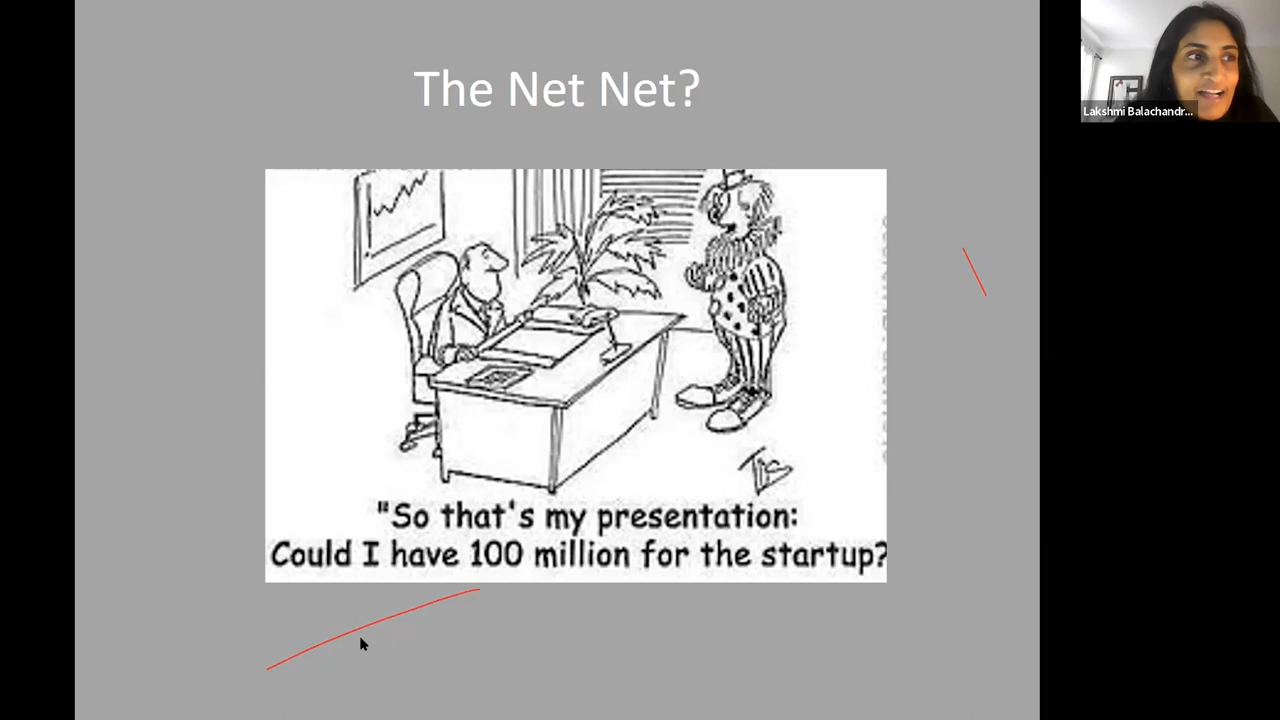 The Net Net?
Lakshmi Balachandr...
"So that's my presentation:
Could I have 100 million for the startup?